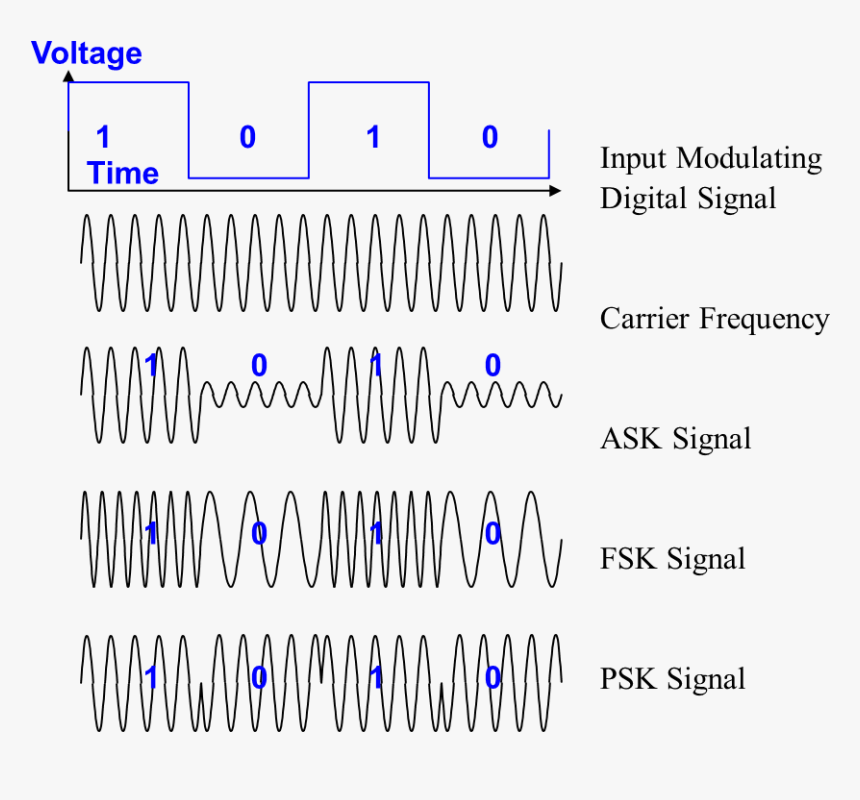 Voltage
1 0 1 0
Time
Input Modulating
Digital Signal
Carrier Frequency
1 0 1 0
ASK Signal
1 0 1 0
FSK Signal
1 0 1 0
PSK Signal